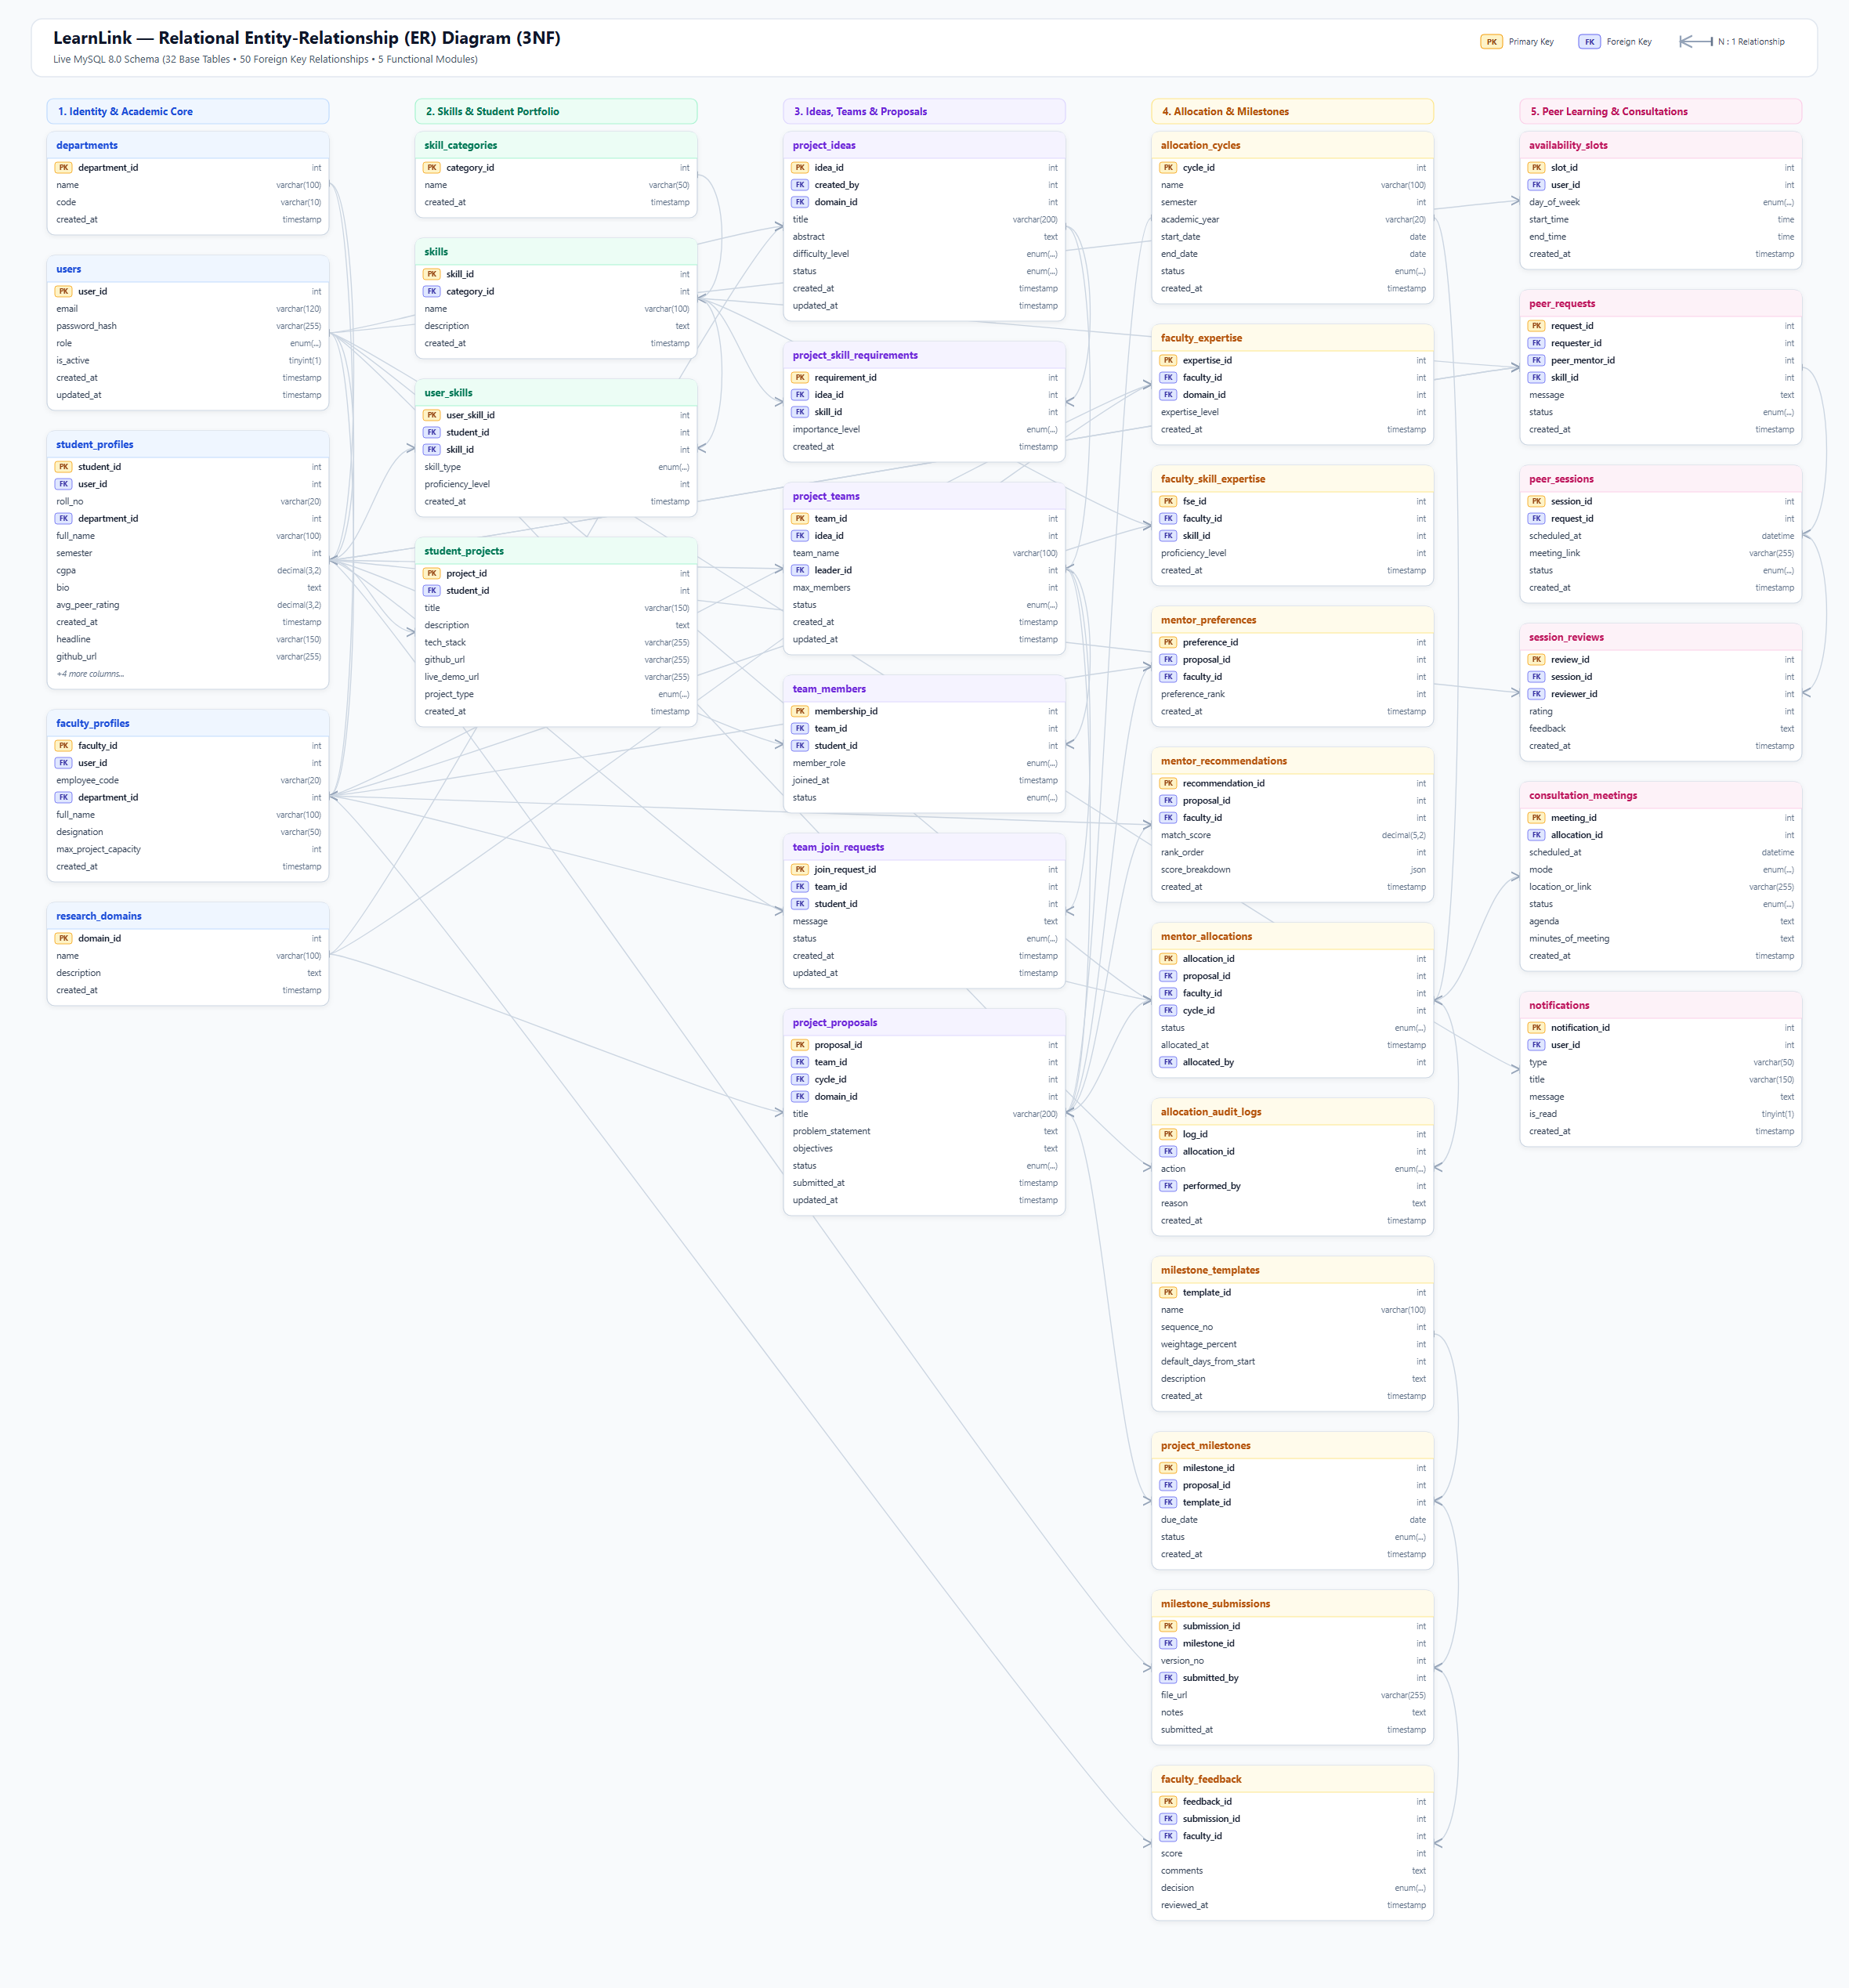 LearnLink — Relational Entity-Relationship (ER) Diagram (3NF)
Live MySQL 8.0 Schema (32 Base Tables • 50 Foreign Key Relationships • 5 Functional Modules)
PK Primary Key FK Foreign Key N : 1 Relationship
1. Identity & Academic Core
departments
PK department_id int
name varchar(100)
code varchar(10)
created_at timestamp
users
PK user_id int
email varchar(120)
password_hash varchar(255)
role enum(...)
is_active tinyint(1)
created_at timestamp
updated_at timestamp
student_profiles
PK student_id int
FK user_id int
roll_no varchar(20)
FK department_id int
full_name varchar(100)
semester int
cgpa decimal(3,2)
bio text
avg_peer_rating decimal(3,2)
created_at timestamp
headline varchar(150)
github_url varchar(255)
+4 more columns...
faculty_profiles
PK faculty_id int
FK user_id int
employee_code varchar(20)
FK department_id int
full_name varchar(100)
designation varchar(50)
max_project_capacity int
created_at timestamp
research_domains
PK domain_id int
name varchar(100)
description text
created_at timestamp
2. Skills & Student Portfolio
skill_categories
PK category_id int
name varchar(50)
created_at timestamp
skills
PK skill_id int
FK category_id int
name varchar(100)
description text
created_at timestamp
user_skills
PK user_skill_id int
FK student_id int
FK skill_id int
skill_type enum(...)
proficiency_level int
created_at timestamp
student_projects
PK project_id int
FK student_id int
title varchar(150)
description text
tech_stack varchar(255)
github_url varchar(255)
live_demo_url varchar(255)
project_type enum(...)
created_at timestamp
3. Ideas, Teams & Proposals
project_ideas
PK idea_id int
FK created_by int
FK domain_id int
title varchar(200)
abstract text
difficulty_level enum(...)
status enum(...)
created_at timestamp
updated_at timestamp
project_skill_requirements
PK requirement_id int
FK idea_id int
FK skill_id int
importance_level enum(...)
created_at timestamp
project_teams
PK team_id int
FK idea_id int
team_name varchar(100)
FK leader_id int
max_members int
status enum(...)
created_at timestamp
updated_at timestamp
team_members
PK membership_id int
FK team_id int
FK student_id int
member_role enum(...)
joined_at timestamp
status enum(...)
team_join_requests
PK join_request_id int
FK team_id int
FK student_id int
message text
status enum(...)
created_at timestamp
updated_at timestamp
project_proposals
PK proposal_id int
FK team_id int
FK cycle_id int
FK domain_id int
title varchar(200)
problem_statement text
objectives text
status enum(...)
submitted_at timestamp
updated_at timestamp
4. Allocation & Milestones
allocation_cycles
PK cycle_id int
name varchar(100)
semester int
academic_year varchar(20)
start_date date
end_date date
status enum(...)
created_at timestamp
faculty_expertise
PK expertise_id int
FK faculty_id int
FK domain_id int
expertise_level int
created_at timestamp
faculty_skill_expertise
PK fse_id int
FK faculty_id int
FK skill_id int
proficiency_level int
created_at timestamp
mentor_preferences
PK preference_id int
FK proposal_id int
FK faculty_id int
preference_rank int
created_at timestamp
mentor_recommendations
PK recommendation_id int
FK proposal_id int
FK faculty_id int
match_score decimal(5,2)
rank_order int
score_breakdown json
created_at timestamp
mentor_allocations
PK allocation_id int
FK proposal_id int
FK faculty_id int
FK cycle_id int
status enum(...)
allocated_at timestamp
FK allocated_by int
allocation_audit_logs
PK log_id int
FK allocation_id int
action enum(...)
FK performed_by int
reason text
created_at timestamp
milestone_templates
PK template_id int
name varchar(100)
sequence_no int
weightage_percent int
default_days_from_start int
description text
created_at timestamp
project_milestones
PK milestone_id int
FK proposal_id int
FK template_id int
due_date date
status enum(...)
created_at timestamp
milestone_submissions
PK submission_id int
FK milestone_id int
version_no int
FK submitted_by int
file_url varchar(255)
notes text
submitted_at timestamp
faculty_feedback
PK feedback_id int
FK submission_id int
FK faculty_id int
score int
comments text
decision enum(...)
reviewed_at timestamp
5. Peer Learning & Consultations
availability_slots
PK slot_id int
FK user_id int
day_of_week enum(...)
start_time time
end_time time
created_at timestamp
peer_requests
PK request_id int
FK requester_id int
FK peer_mentor_id int
FK skill_id int
message text
status enum(...)
created_at timestamp
peer_sessions
PK session_id int
FK request_id int
scheduled_at datetime
meeting_link varchar(255)
status enum(...)
created_at timestamp
session_reviews
PK review_id int
FK session_id int
FK reviewer_id int
rating int
feedback text
created_at timestamp
consultation_meetings
PK meeting_id int
FK allocation_id int
scheduled_at datetime
mode enum(...)
location_or_link varchar(255)
status enum(...)
agenda text
minutes_of_meeting text
created_at timestamp
notifications
PK notification_id int
FK user_id int
type varchar(50)
title varchar(150)
message text
is_read tinyint(1)
created_at timestamp